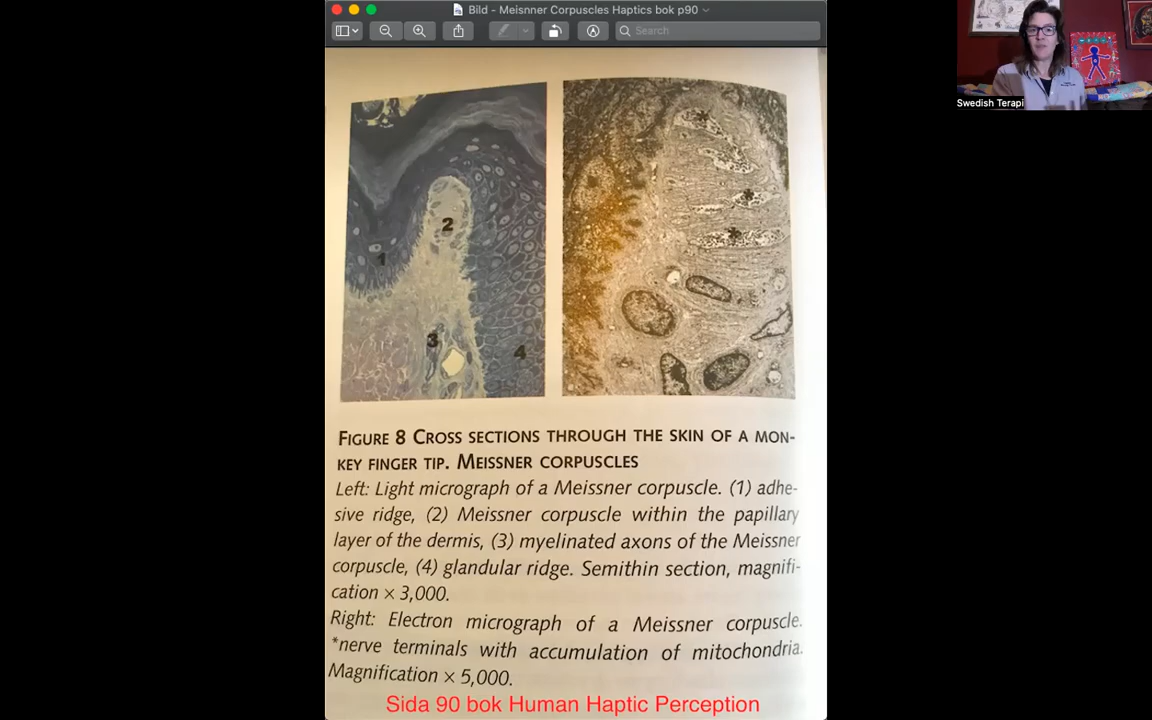 Bild - Meisnner Corpuscles Haptics bok p90
Search
Swedish Terapi
1
2
3
4
FIGURE 8 CROSS SECTIONS THROUGH THE SKIN OF A MON-
KEY FINGER TIP. MEISSNER CORPUSCLES
Left: Light micrograph of a Meissner corpuscle. (1) adhe-
sive ridge, (2) Meissner corpuscle within the papillary
layer of the dermis, (3) myelinated axons of the Meissner
corpuscle, (4) glandular ridge. Semithin section, magnifi-
cation × 3,000.
Right: Electron micrograph of a Meissner corpuscle.
*nerve terminals with accumulation of mitochondria.
Magnification × 5,000.
Sida 90 bok Human Haptic Perception